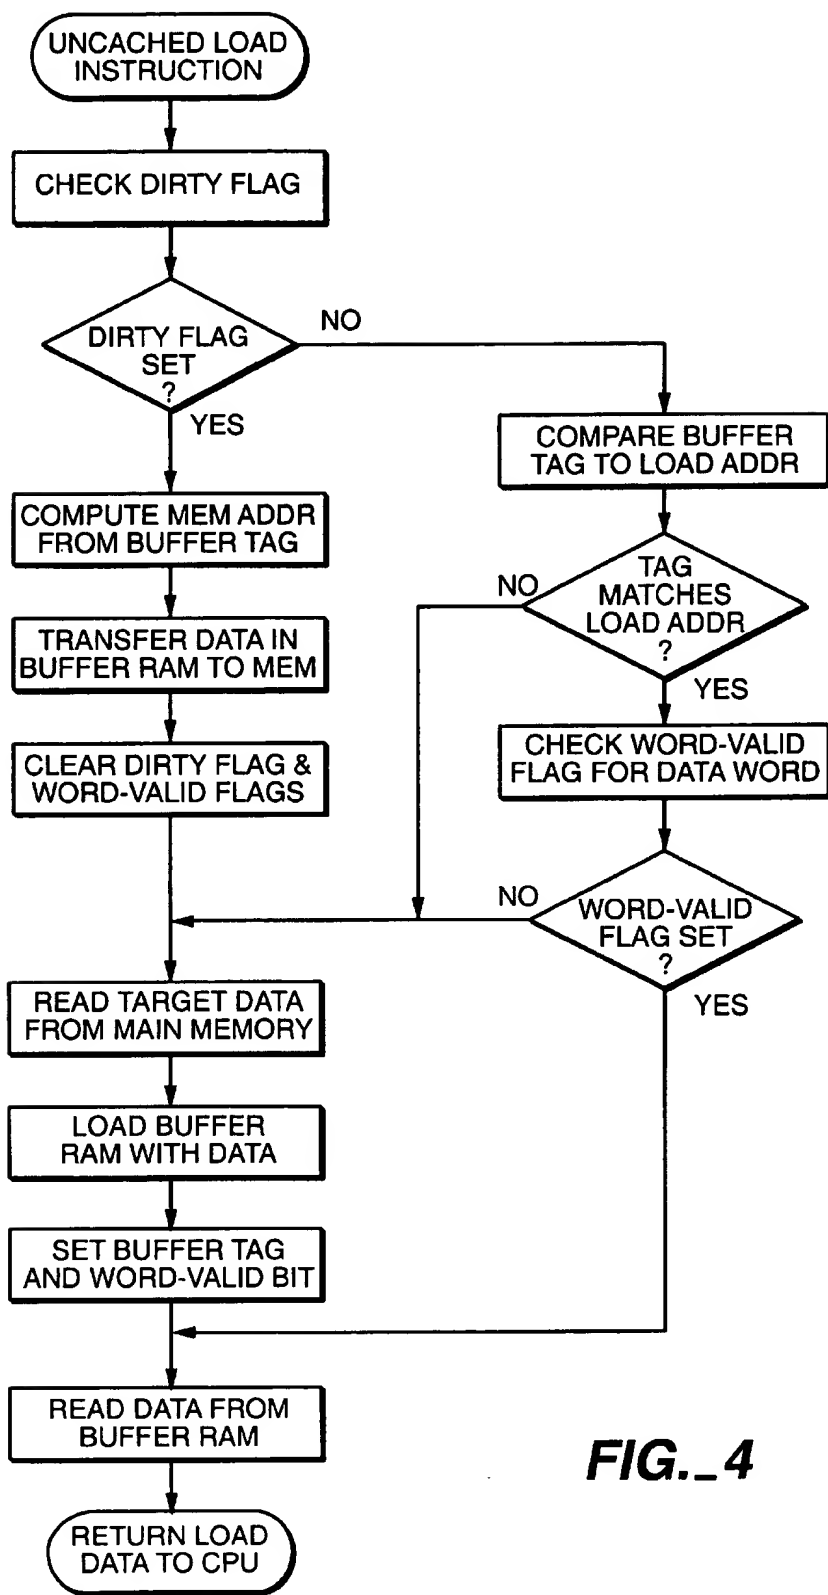 UNCACHED LOAD
INSTRUCTION
CHECK DIRTY FLAG
DIRTY FLAG
SET
?
NO
YES
COMPUTE MEM ADDR
FROM BUFFER TAG
TRANSFER DATA IN
BUFFER RAM TO MEM
CLEAR DIRTY FLAG &
WORD-VALID FLAGS
COMPARE BUFFER
TAG TO LOAD ADDR
TAG
MATCHES
LOAD ADDR
?
NO
YES
CHECK WORD-VALID
FLAG FOR DATA WORD
WORD-VALID
FLAG SET
?
NO
YES
READ TARGET DATA
FROM MAIN MEMORY
LOAD BUFFER
RAM WITH DATA
SET BUFFER TAG
AND WORD-VALID BIT
READ DATA FROM
BUFFER RAM
RETURN LOAD
DATA TO CPU
FIG._4